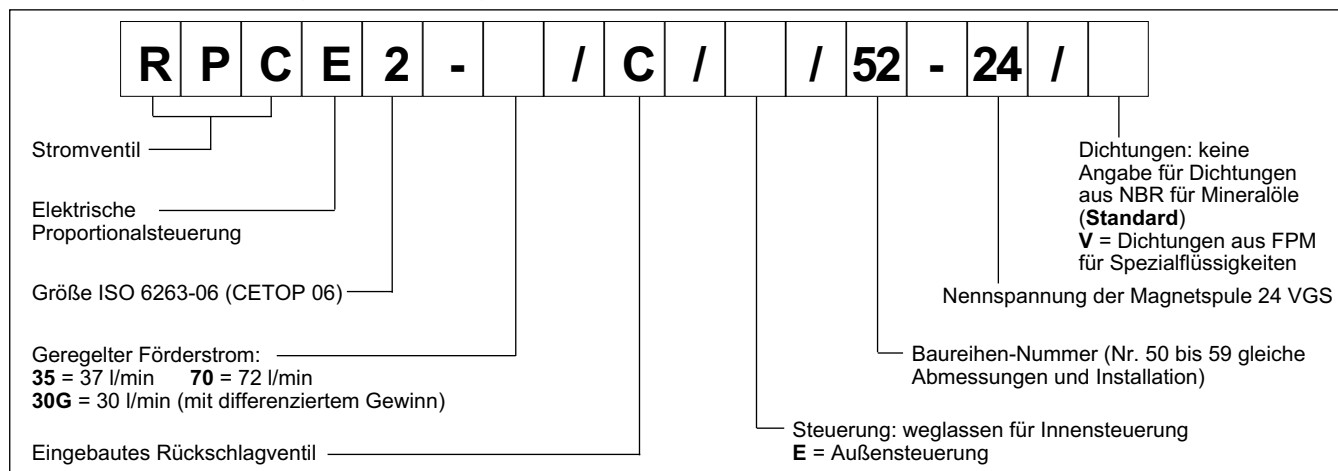 R P C E 2 - / C / / 52 - 24 /
Stromventil
Elektrische
Proportionalsteuerung
Größe ISO 6263-06 (CETOP 06)
Geregelter Förderstrom:
35 = 37 l/min 70 = 72 l/min
30G = 30 l/min (mit differenziertem Gewinn)
Eingebautes Rückschlagventil
Dichtungen: keine
Angabe für Dichtungen
aus NBR für Mineralöle
(Standard)
V = Dichtungen aus FPM
für Spezialflüssigkeiten
Nennspannung der Magnetspule 24 VGS
Baureihen-Nummer (Nr. 50 bis 59 gleiche
Abmessungen und Installation)
Steuerung: weglassen für Innensteuerung
E = Außensteuerung